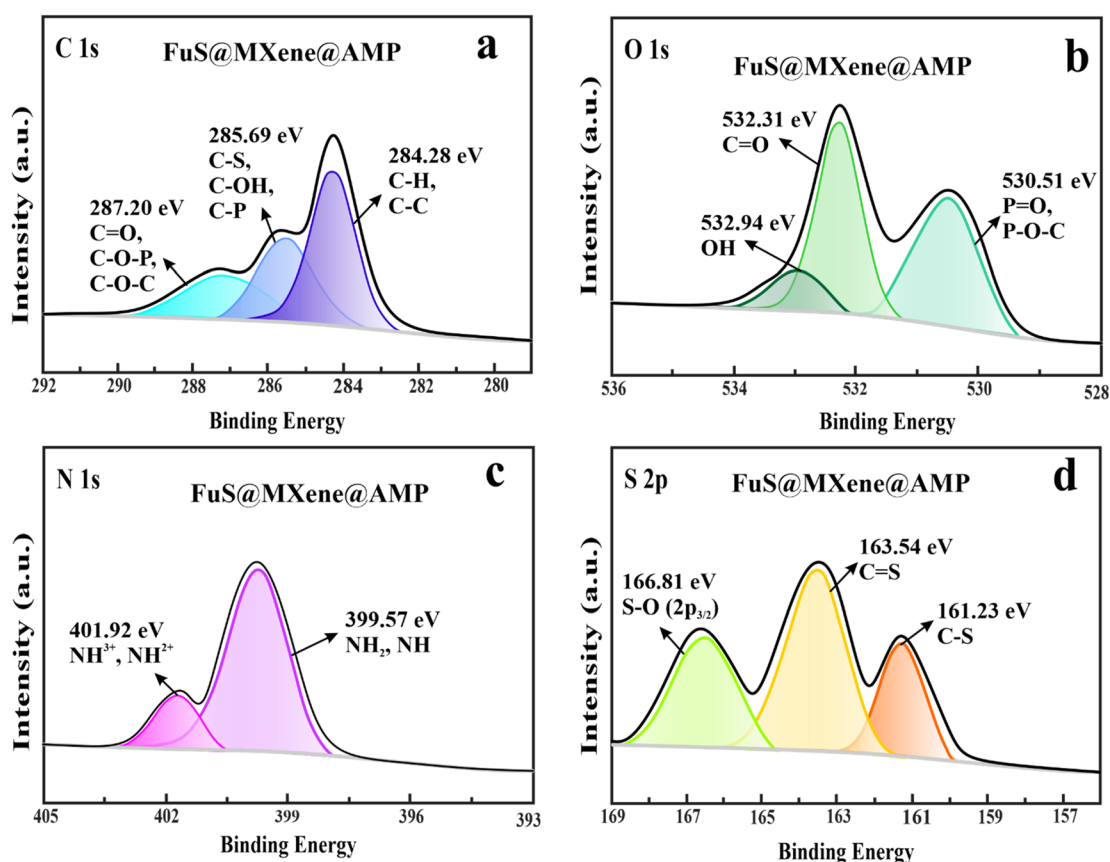 C 1s
FuS@MXene@AMP
a
285.69 eV
C-S,
C-OH,
C-P
284.28 eV
C-H,
C-C
287.20 eV
C=O,
C-O-P,
C-O-C
Intensity (a.u.)
292 290 288 286 284 282 280
Binding Energy
O 1s
FuS@MXene@AMP
b
532.31 eV
C=O
530.51 eV
P=O,
P-O-C
532.94 eV
OH
Intensity (a.u.)
536 534 532 530 528
Binding Energy
N 1s
FuS@MXene@AMP
c
401.92 eV
NH³⁺, NH²⁺
399.57 eV
NH₂, NH
Intensity (a.u.)
405 402 399 396 393
Binding Energy
S 2p
FuS@MXene@AMP
d
163.54 eV
C=S
166.81 eV
S-O (2p₃/₂)
161.23 eV
C-S
Intensity (a.u.)
169 167 165 163 161 159 157
Binding Energy